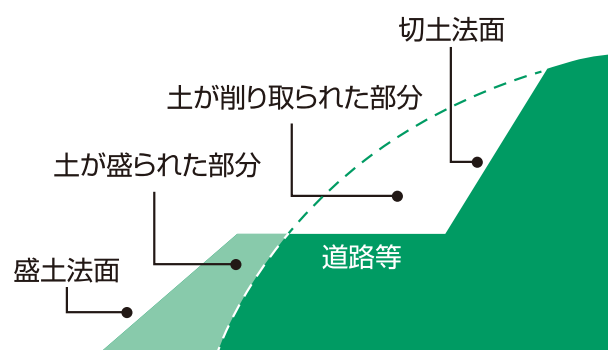 切土法面
土が削り取られた部分
土が盛られた部分
道路等
盛土法面